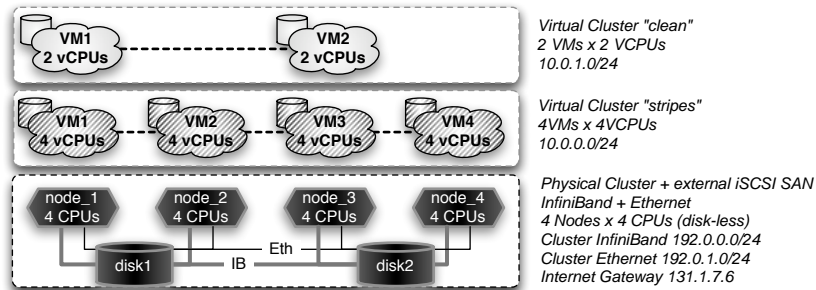 VM1
2 vCPUs
VM2
2 vCPUs
Virtual Cluster "clean"
2 VMs x 2 VCPUs
10.0.1.0/24
VM1
4 vCPUs
VM2
4 vCPUs
VM3
4 vCPUs
VM4
4 vCPUs
Virtual Cluster "stripes"
4VMs x 4VCPUs
10.0.0.0/24
node_1
4 CPUs
node_2
4 CPUs
node_3
4 CPUs
node_4
4 CPUs
Eth
IB
disk1
disk2
Physical Cluster + external iSCSI SAN
InfiniBand + Ethernet
4 Nodes x 4 CPUs (disk-less)
Cluster InfiniBand 192.0.0.0/24
Cluster Ethernet 192.0.1.0/24
Internet Gateway 131.1.7.6